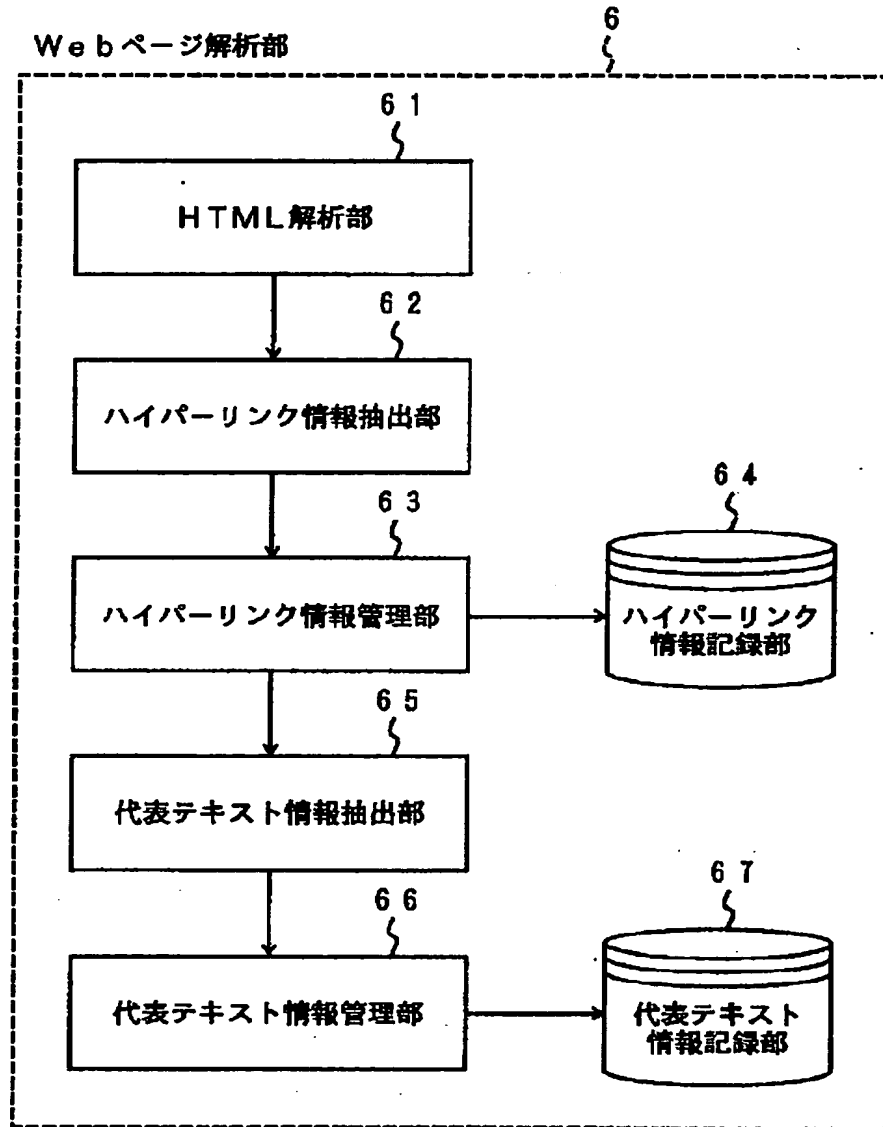 6
Webページ解析部
61
HTML解析部
62
ハイパーリンク情報抽出部
63
ハイパーリンク情報管理部
64
ハイパーリンク
情報記録部
65
代表テキスト情報抽出部
66
代表テキスト情報管理部
67
代表テキスト
情報記録部